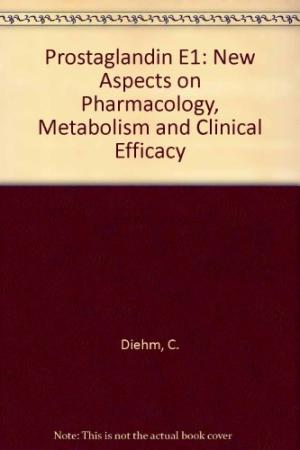 Prostaglandin E1: New
Aspects on
Pharmacology,
Metabolism and Clinical
Efficacy
Diehm, C.
Note: This is not the actual book cover